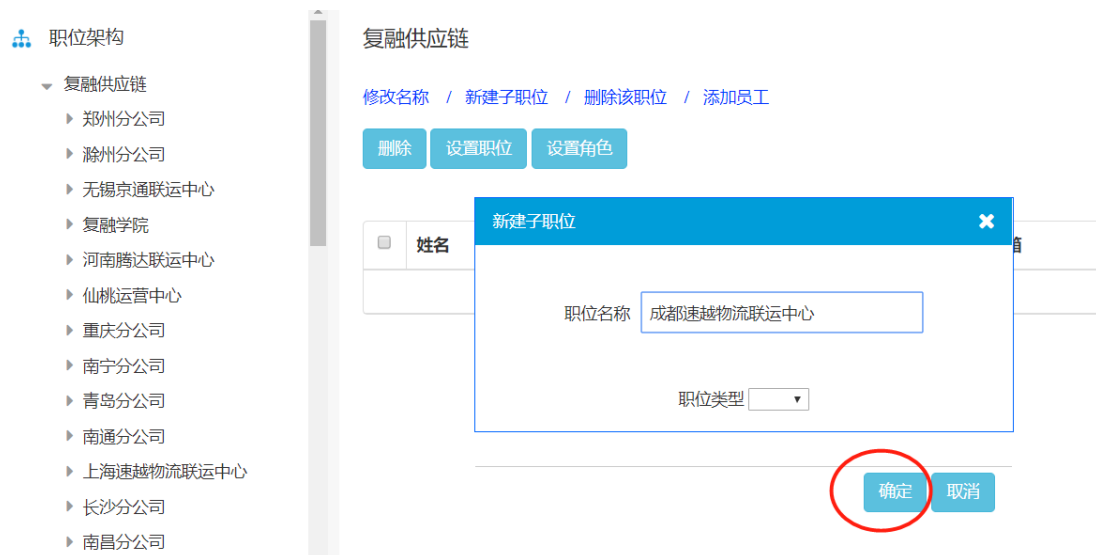 职位架构
复融供应链
郑州分公司
滁州分公司
无锡京通联运中心
复融学院
河南腾达联运中心
仙桃运营中心
重庆分公司
南宁分公司
青岛分公司
南通分公司
上海速越物流联运中心
长沙分公司
南昌分公司
复融供应链
修改名称 / 新建子职位 / 删除该职位 / 添加员工
删除 设置职位 设置角色
姓名
新建子职位
职位名称 成都速越物流联运中心
职位类型
确定 取消